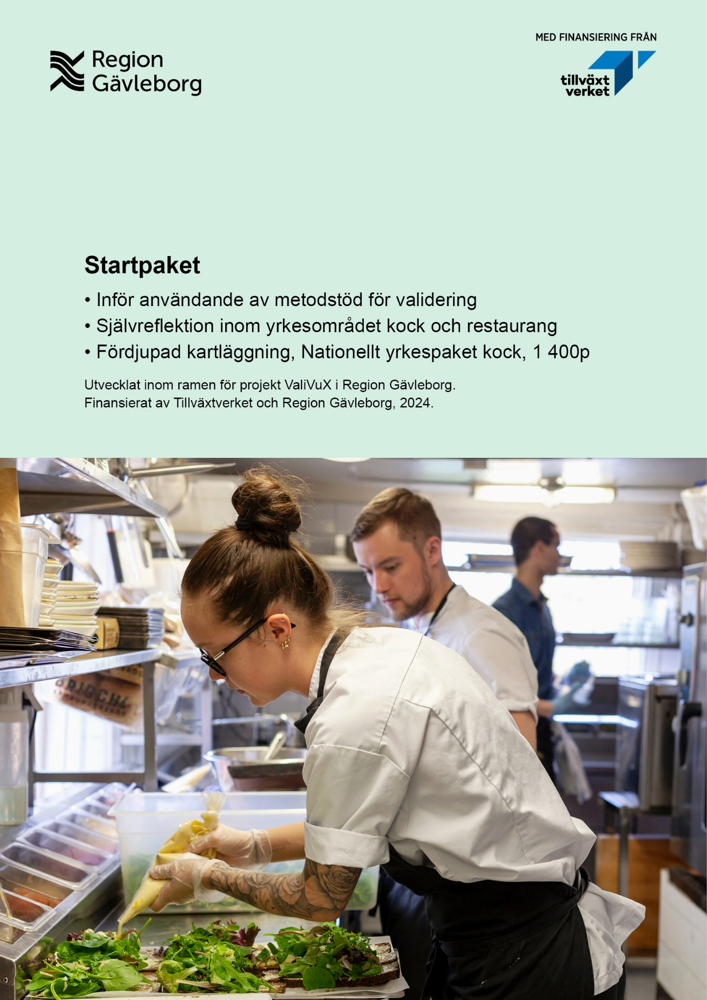 Region
Gävleborg
MED FINANSIERING FRÅN
tillväxt
verket
Startpaket
• Inför användande av metodstöd för validering
• Självreflektion inom yrkesområdet kock och restaurang
• Fördjupad kartläggning, Nationellt yrkespaket kock, 1 400p
Utvecklat inom ramen för projekt ValiVuX i Region Gävleborg.
Finansierat av Tillväxtverket och Region Gävleborg, 2024.